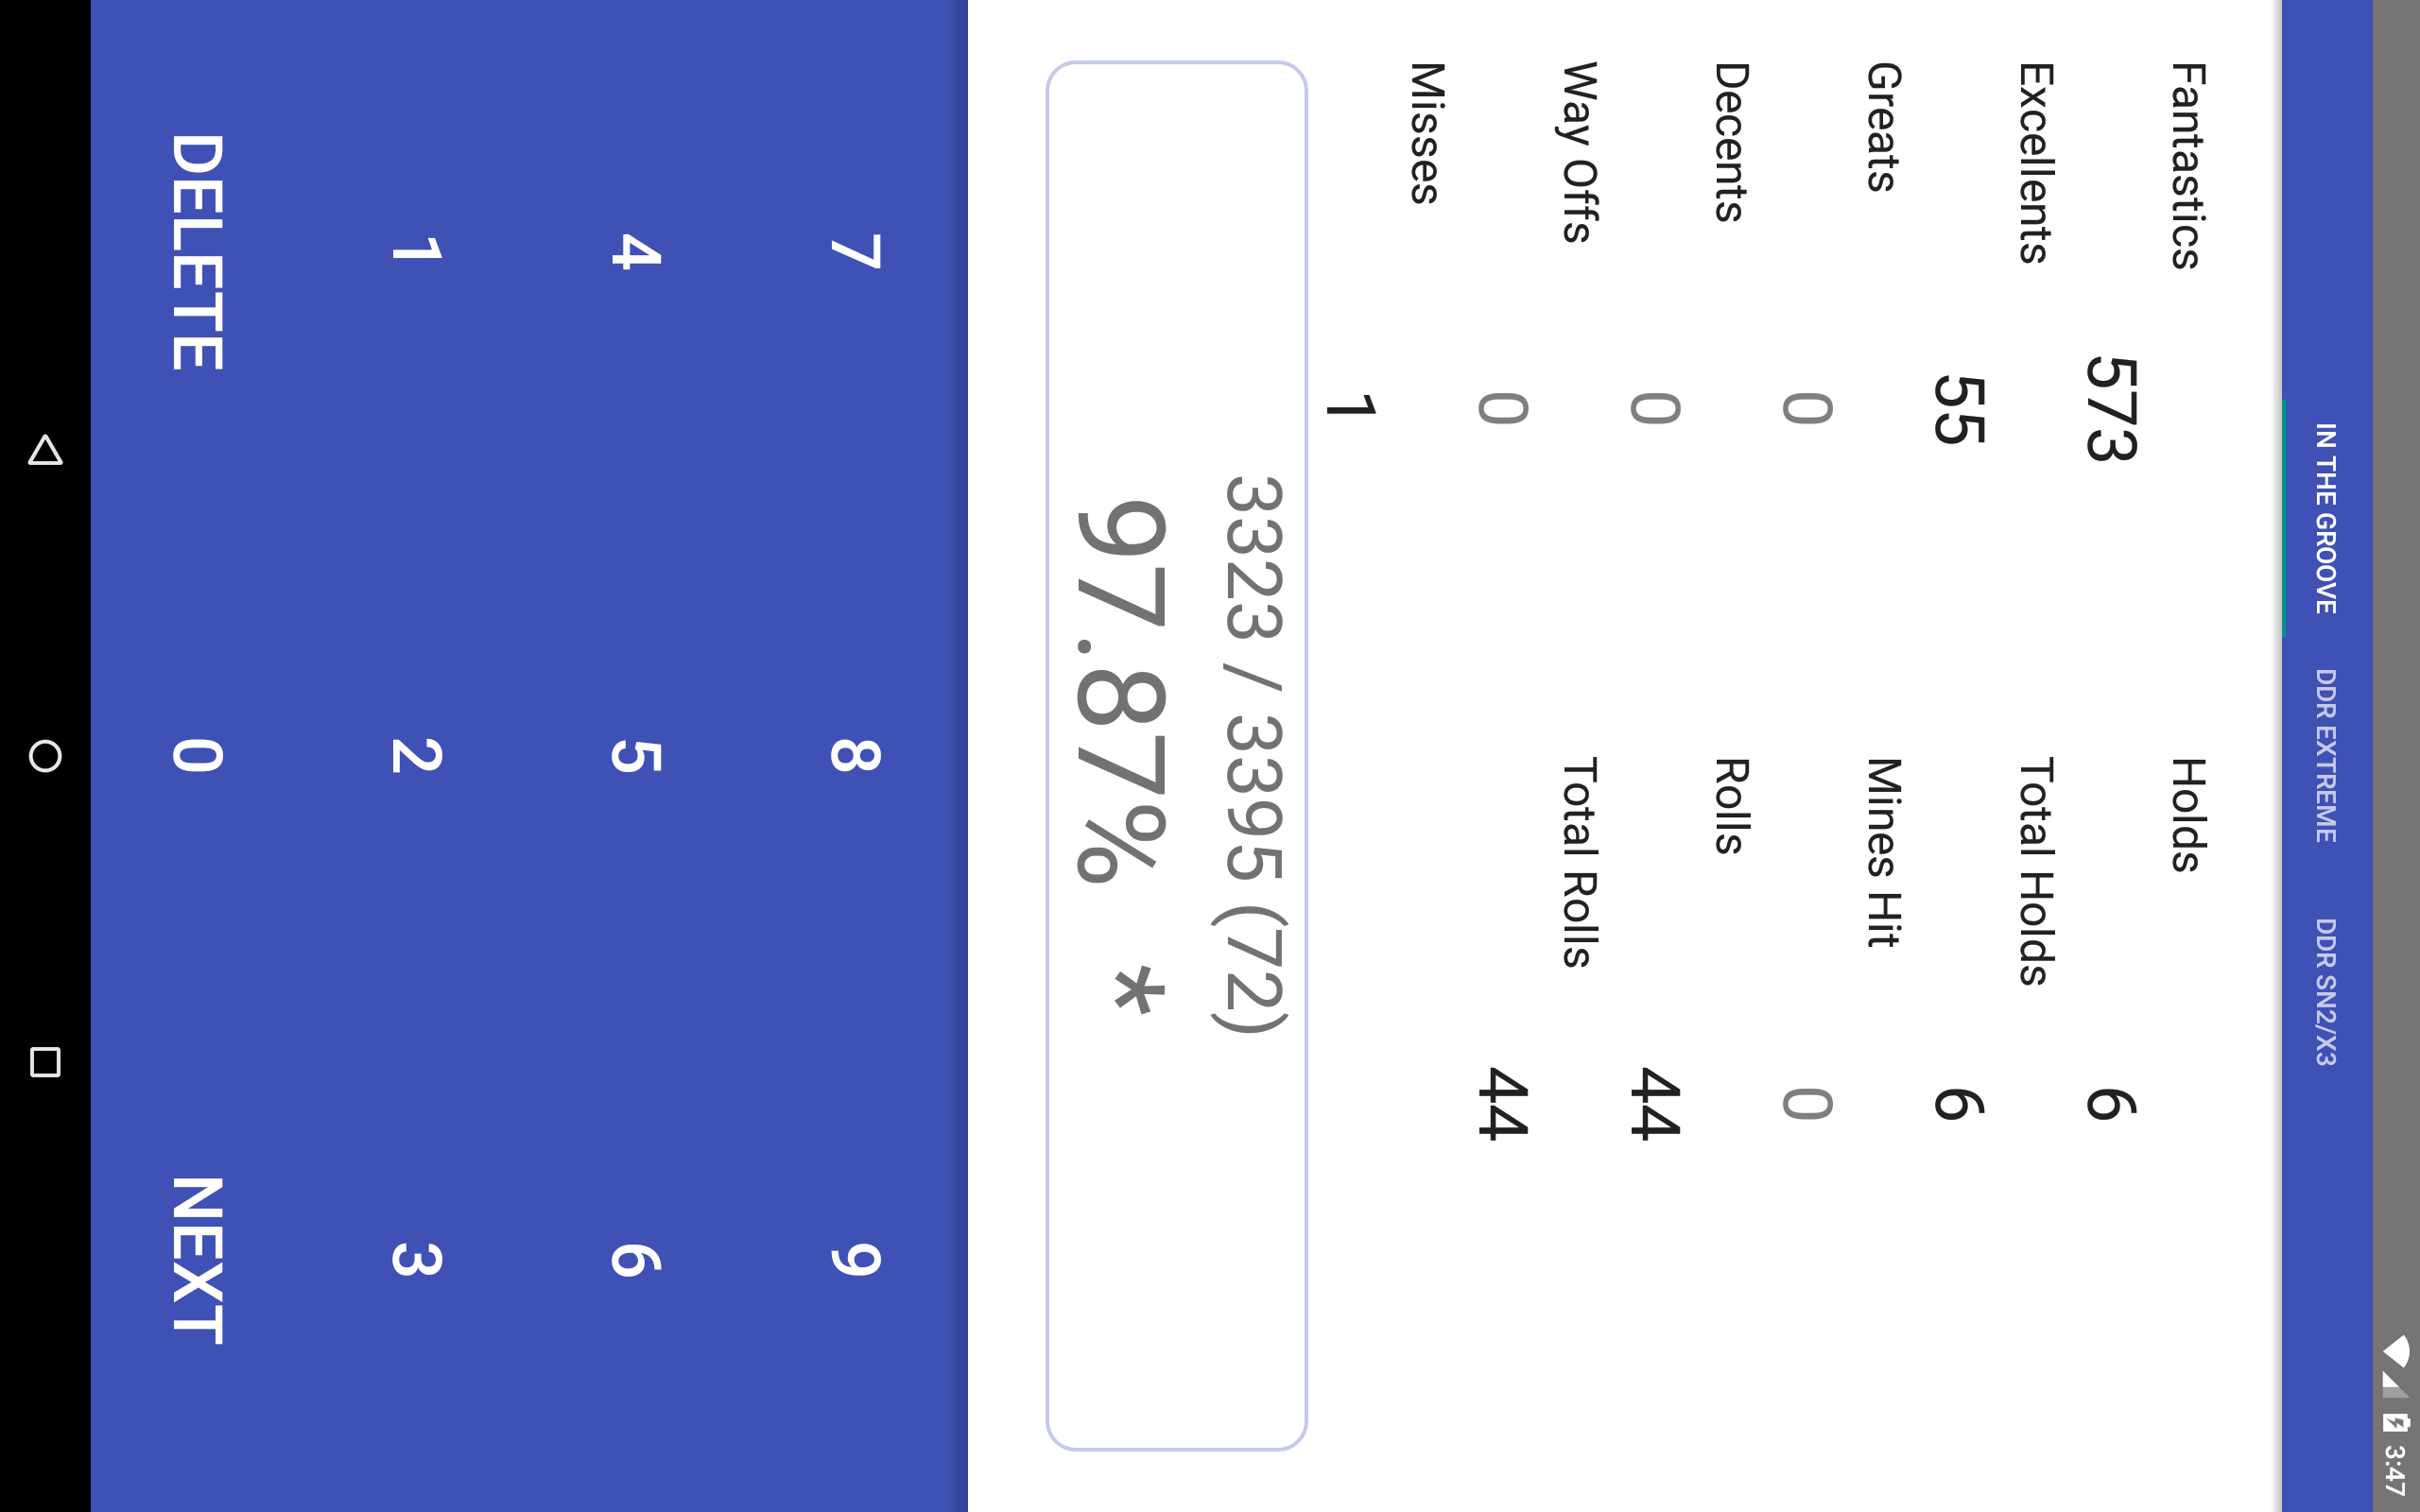 3:47
IN THE GROOVE DDR EXTREME DDR SN2/X3
Fantastics Holds
573 6
Excellents Total Holds
55 6
Greats Mines Hit
0 0
Decents Rolls
0 44
Way Offs Total Rolls
0 44
Misses
1
3323 / 3395 (72)
97.87% *
7 8 9
4 5 6
1 2 3
DELETE 0 NEXT